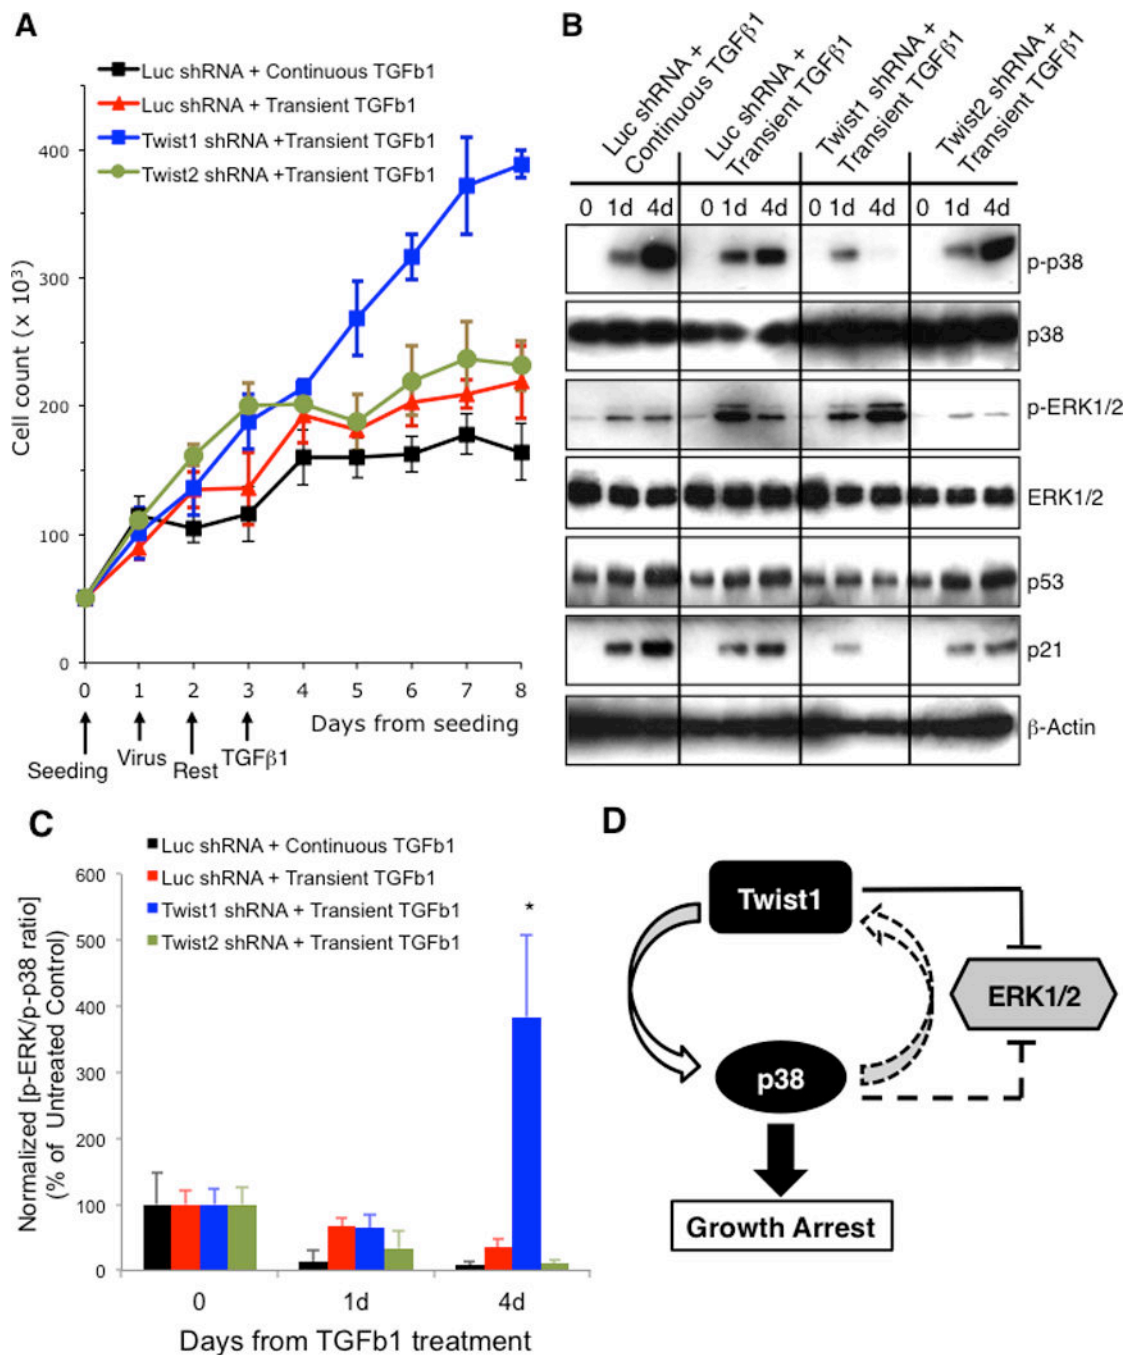 A
Luc shRNA + Continuous TGFb1
Luc shRNA + Transient TGFb1
Twist1 shRNA +Transient TGFb1
Twist2 shRNA +Transient TGFb1
Cell count (x 10³)
400
300
200
100
0
0 1 2 3 4 5 6 7 8
Days from seeding
Seeding
Virus
Rest
TGFβ1
B
Luc shRNA +
Continuous TGFβ1
Luc shRNA +
Transient TGFβ1
Twist1 shRNA +
Transient TGFβ1
Twist2 shRNA +
Transient TGFβ1
0 1d 4d 0 1d 4d 0 1d 4d 0 1d 4d
p-p38
p38
p-ERK1/2
ERK1/2
p53
p21
β-Actin
C
Luc shRNA + Continuous TGFb1
Luc shRNA + Transient TGFb1
Twist1 shRNA + Transient TGFb1
Twist2 shRNA + Transient TGFb1
Normalized [p-ERK/p-p38 ratio]
(% of Untreated Control)
600
500
400
300
200
100
0
*
0 1d 4d
Days from TGFb1 treatment
D
Twist1
ERK1/2
p38
Growth Arrest